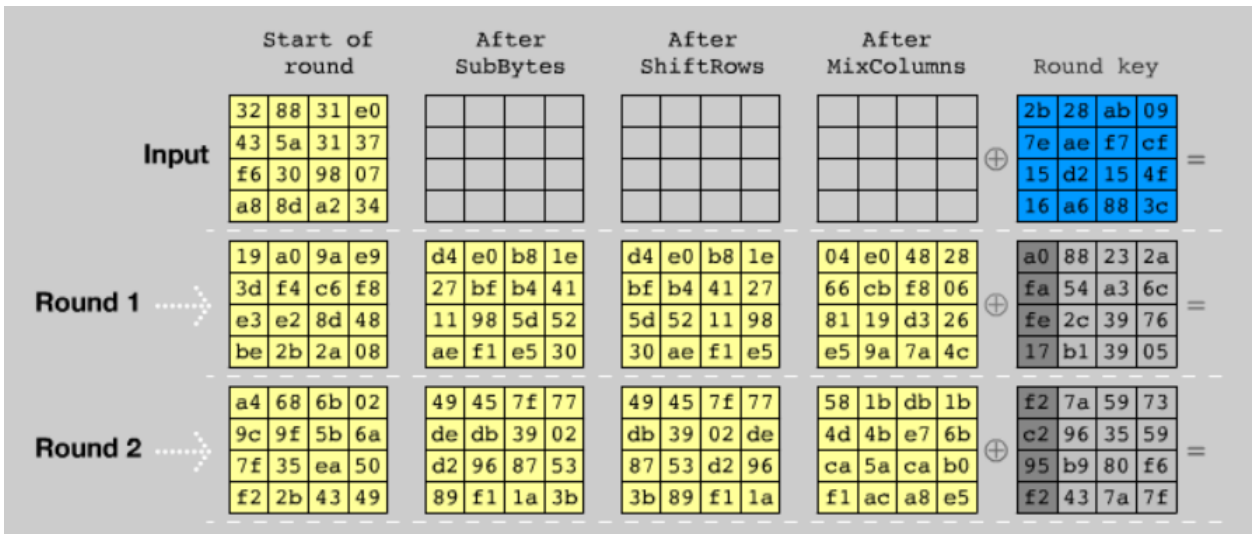 Start of After After After
round SubBytes ShiftRows MixColumns Round key
32 88 31 e0 2b 28 ab 09
43 5a 31 37 7e ae f7 cf
Input
f6 30 98 07 ⊕ 15 d2 15 4f =
a8 8d a2 34 16 a6 88 3c
19 a0 9a e9 d4 e0 b8 1e d4 e0 b8 1e 04 e0 48 28 a0 88 23 2a
3d f4 c6 f8 27 bf b4 41 bf b4 41 27 66 cb f8 06 fa 54 a3 6c
Round 1
e3 e2 8d 48 11 98 5d 52 5d 52 11 98 81 19 d3 26 ⊕ fe 2c 39 76 =
be 2b 2a 08 ae f1 e5 30 30 ae f1 e5 e5 9a 7a 4c 17 b1 39 05
a4 68 6b 02 49 45 7f 77 49 45 7f 77 58 1b db 1b f2 7a 59 73
9c 9f 5b 6a de db 39 02 db 39 02 de 4d 4b e7 6b c2 96 35 59
Round 2
7f 35 ea 50 d2 96 87 53 87 53 d2 96 ca 5a ca b0 ⊕ 95 b9 80 f6 =
f2 2b 43 49 89 f1 1a 3b 3b 89 f1 1a f1 ac a8 e5 f2 43 7a 7f